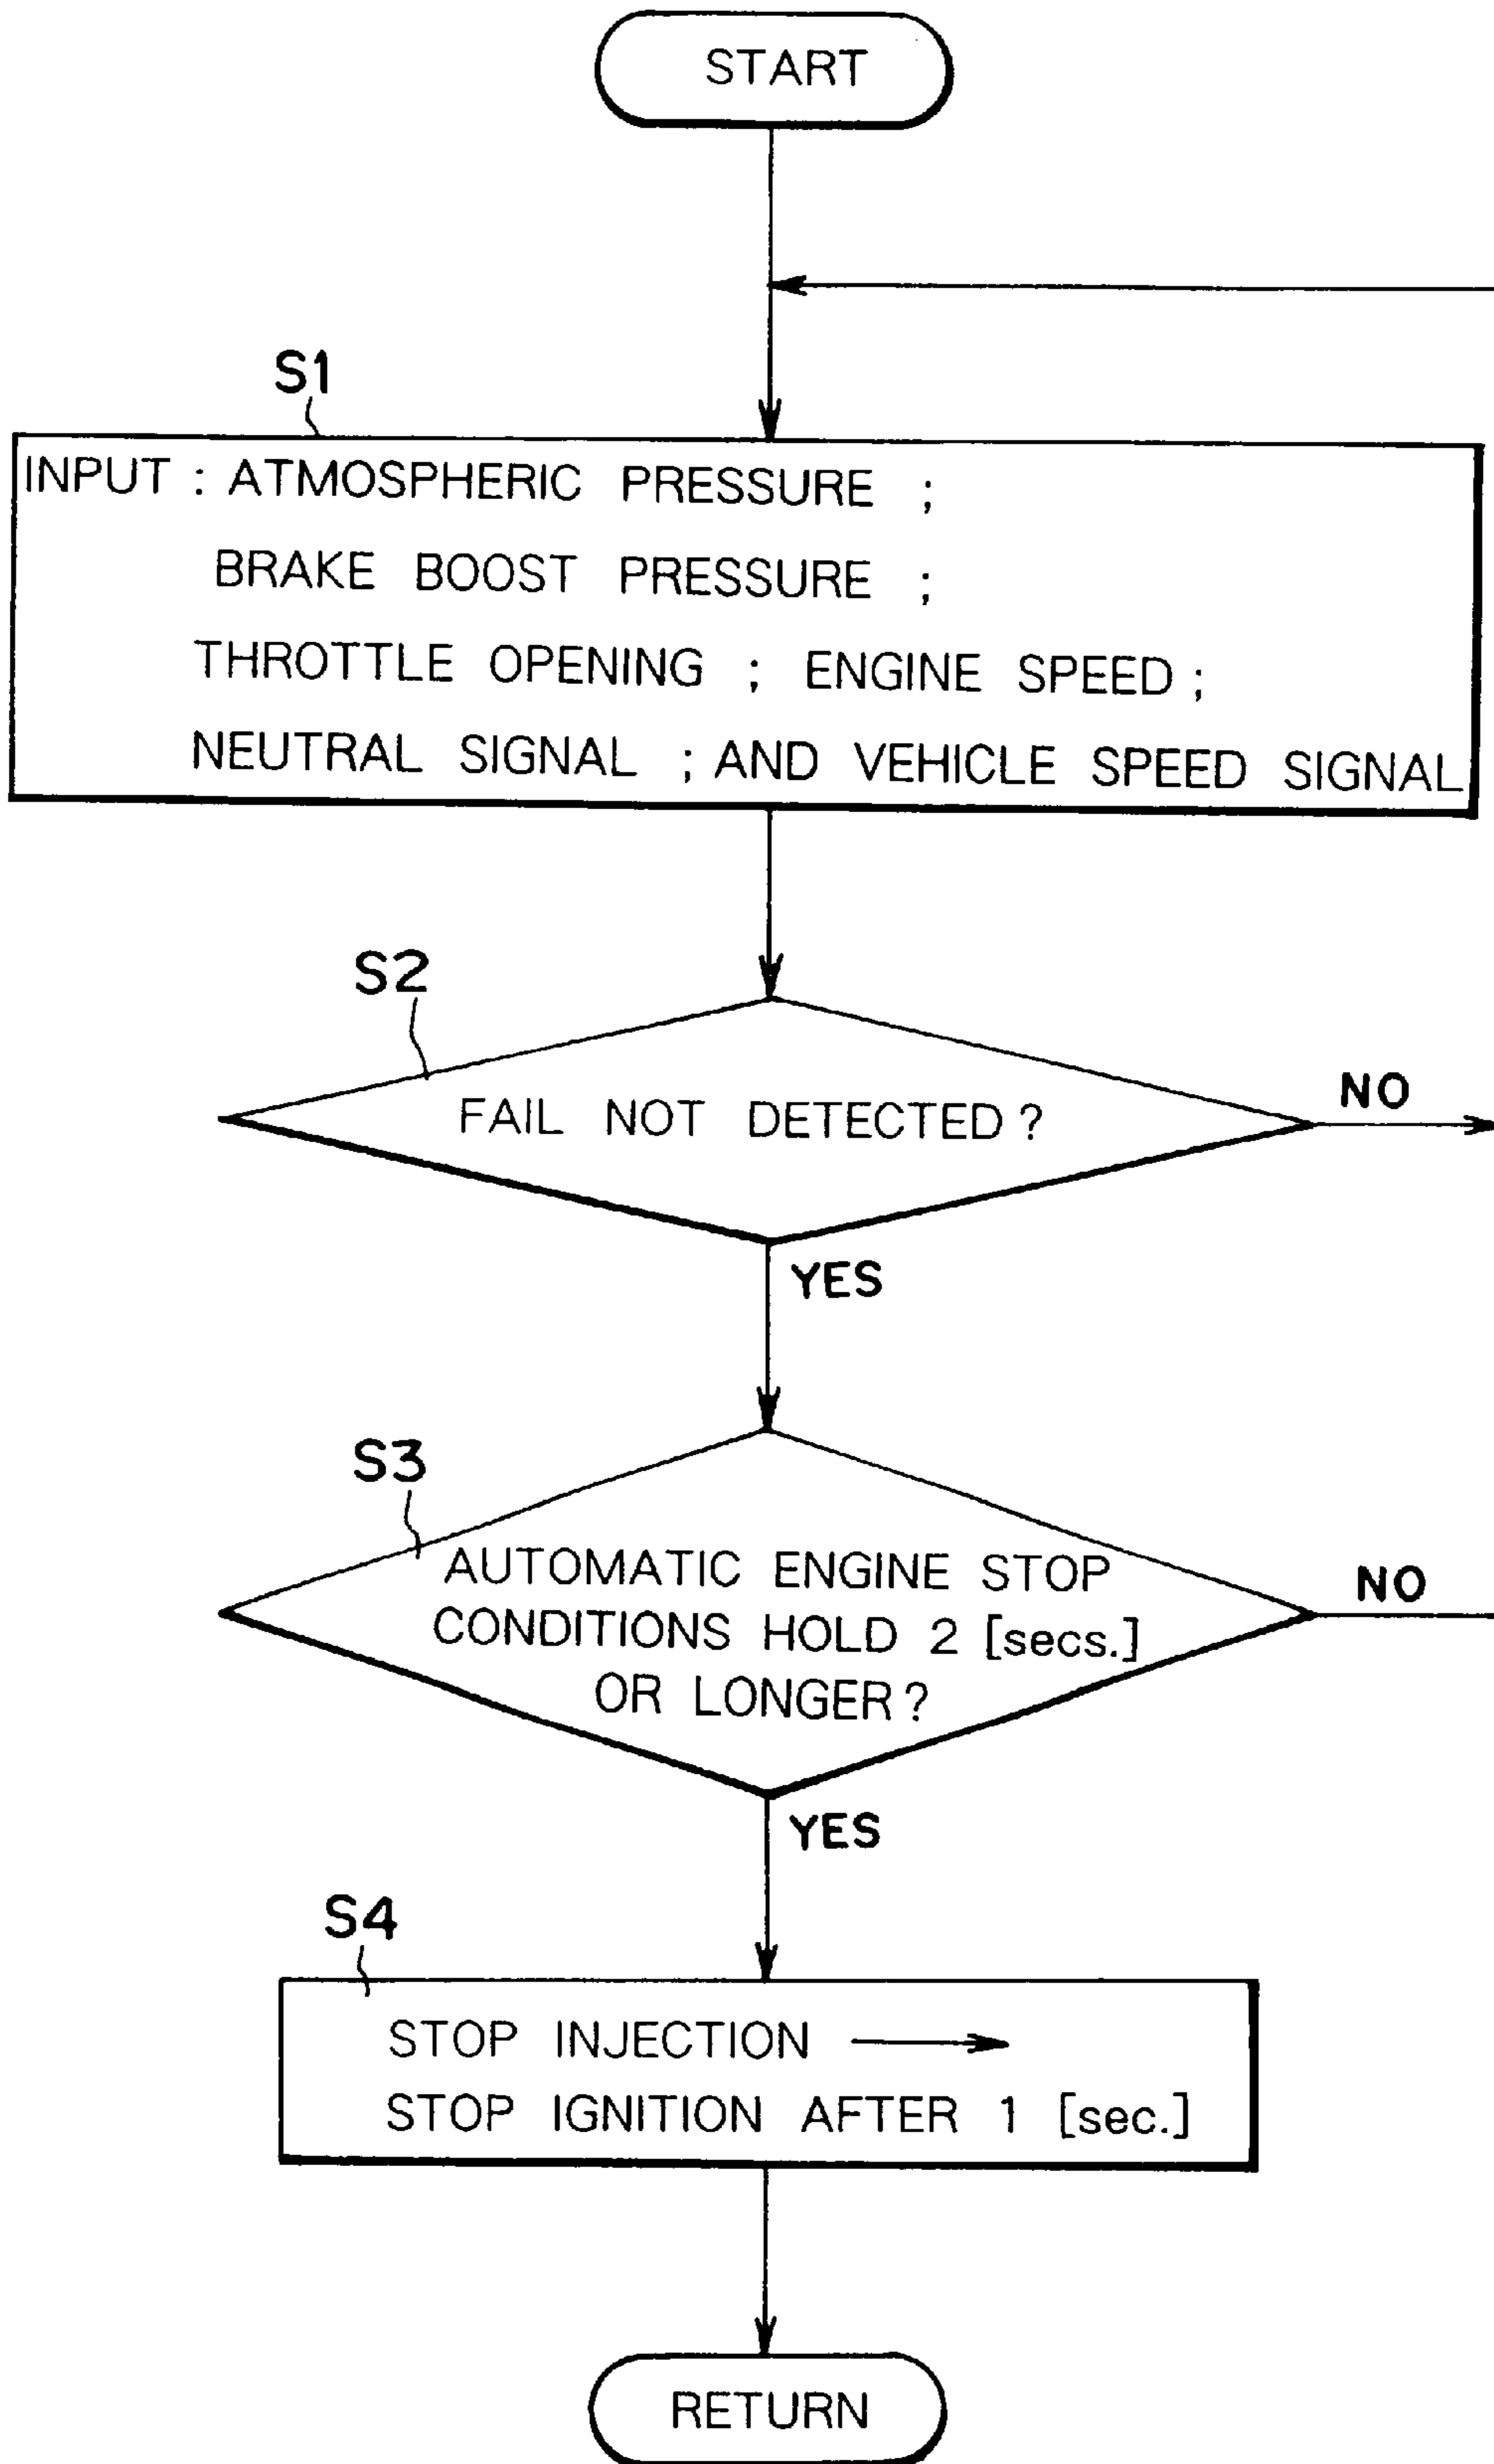 START
S1
INPUT : ATMOSPHERIC PRESSURE ;
BRAKE BOOST PRESSURE ;
THROTTLE OPENING ; ENGINE SPEED ;
NEUTRAL SIGNAL ; AND VEHICLE SPEED SIGNAL
S2
FAIL NOT DETECTED ?
NO
YES
S3
AUTOMATIC ENGINE STOP
CONDITIONS HOLD 2 [secs.]
OR LONGER ?
NO
YES
S4
STOP INJECTION →
STOP IGNITION AFTER 1 [sec.]
RETURN